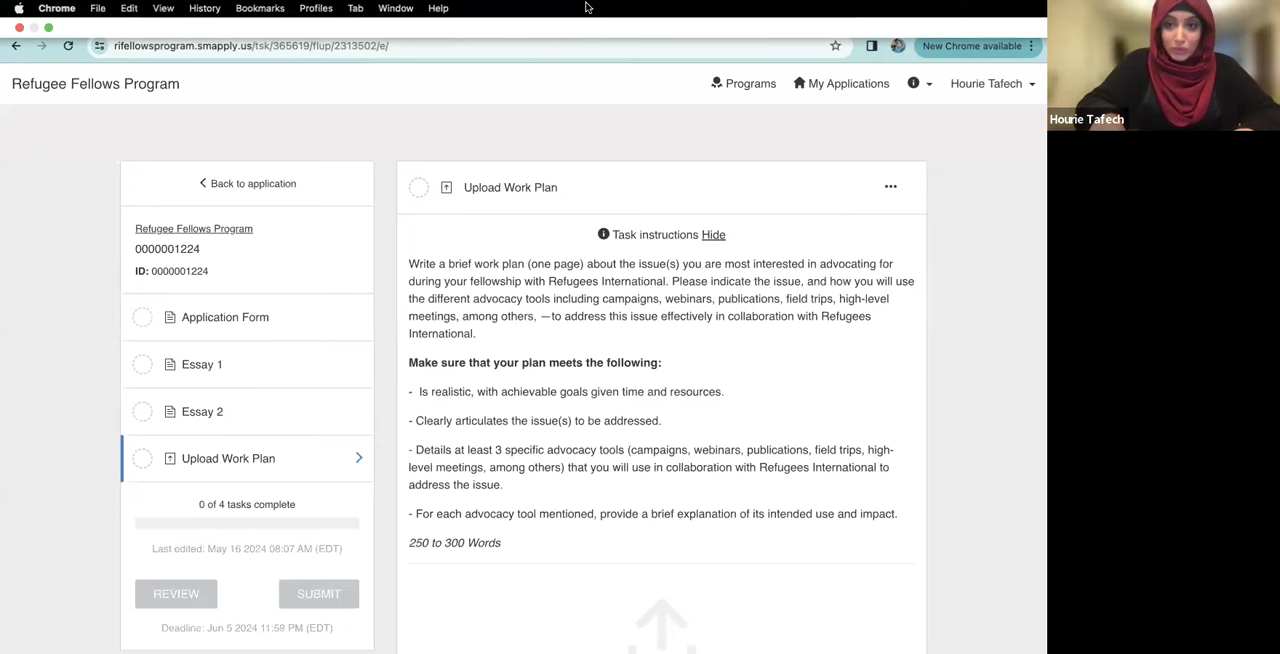 Chrome File Edit View History Bookmarks Profiles Tab Window Help
rifellowsprogram.smapply.us/tsk/365619/flup/2313502/e/
New Chrome available
Refugee Fellows Program
Programs
My Applications
Hourie Tafech
Hourie Tafech
Back to application
Refugee Fellows Program
0000001224
ID: 0000001224
Application Form
Essay 1
Essay 2
Upload Work Plan
0 of 4 tasks complete
Last edited: May 16 2024 08:07 AM (EDT)
REVIEW
SUBMIT
Deadline: Jun 5 2024 11:59 PM (EDT)
Upload Work Plan
Task instructions Hide
Write a brief work plan (one page) about the issue(s) you are most interested in advocating for
during your fellowship with Refugees International. Please indicate the issue, and how you will use
the different advocacy tools including campaigns, webinars, publications, field trips, high-level
meetings, among others, —to address this issue effectively in collaboration with Refugees
International.
Make sure that your plan meets the following:
- Is realistic, with achievable goals given time and resources.
- Clearly articulates the issue(s) to be addressed.
- Details at least 3 specific advocacy tools (campaigns, webinars, publications, field trips, high-
level meetings, among others) that you will use in collaboration with Refugees International to
address the issue.
- For each advocacy tool mentioned, provide a brief explanation of its intended use and impact.
250 to 300 Words